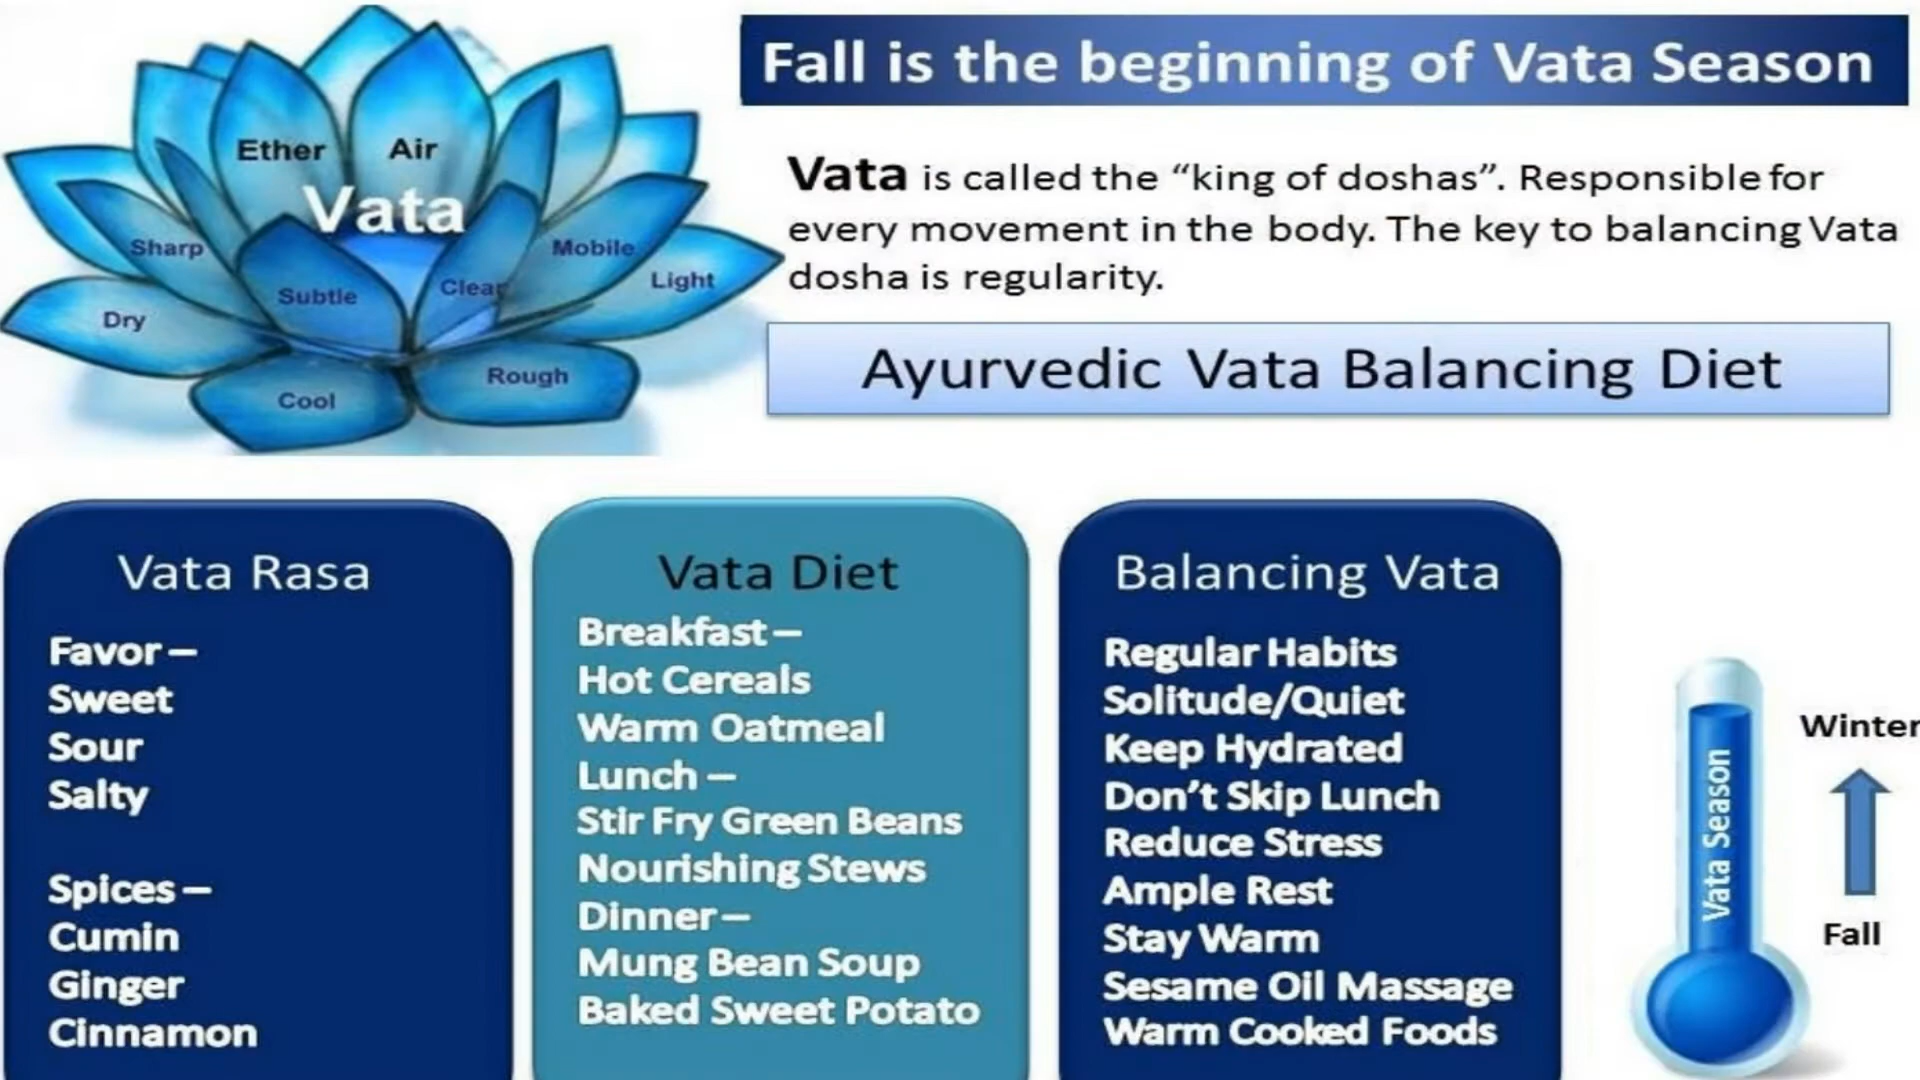 Fall is the beginning of Vata Season
Ether
Air
Vata
Sharp
Mobile
Subtle
Clear
Light
Dry
Cool
Rough
Vata is called the “king of doshas”. Responsible for
every movement in the body. The key to balancing Vata
dosha is regularity.
Ayurvedic Vata Balancing Diet
Vata Rasa
Favor –
Sweet
Sour
Salty
Spices –
Cumin
Ginger
Cinnamon
Vata Diet
Breakfast –
Hot Cereals
Warm Oatmeal
Lunch –
Stir Fry Green Beans
Nourishing Stews
Dinner –
Mung Bean Soup
Baked Sweet Potato
Balancing Vata
Regular Habits
Solitude/Quiet
Keep Hydrated
Don’t Skip Lunch
Reduce Stress
Ample Rest
Stay Warm
Sesame Oil Massage
Warm Cooked Foods
Vata Season
Winter
Fall